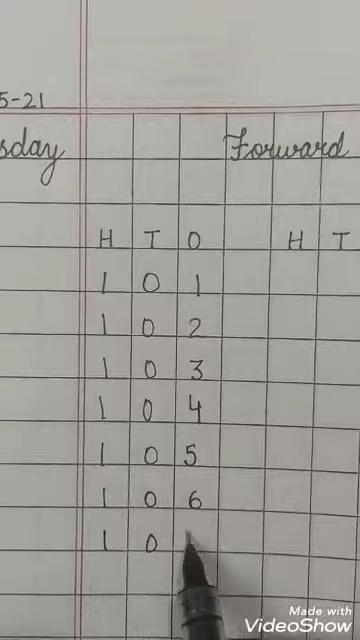 5-21
sday Forward
H T O H T
1 0 1
1 0 2
1 0 3
1 0 4
1 0 5
1 0 6
1 0
Made with
VideoShow